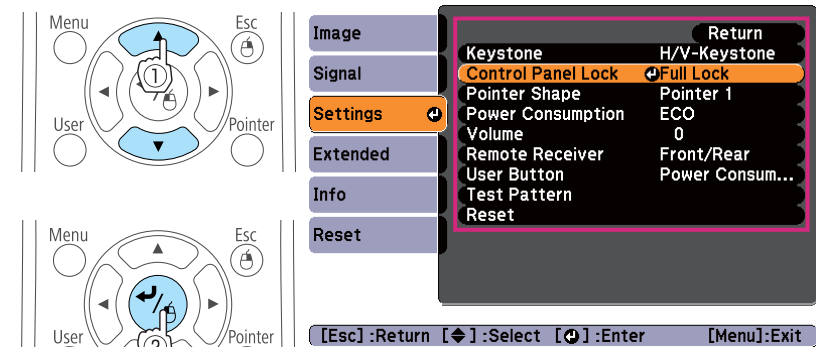 Menu
Esc
1
User
Pointer
Menu
Esc
User
2
Pointer
Image
Signal
Settings
Extended
Info
Reset
Return
Keystone H/V-Keystone
Control Panel Lock Full Lock
Pointer Shape Pointer 1
Power Consumption ECO
Volume 0
Remote Receiver Front/Rear
User Button Power Consum...
Test Pattern
Reset
[Esc] :Return [◆] :Select [⏎] :Enter [Menu]:Exit